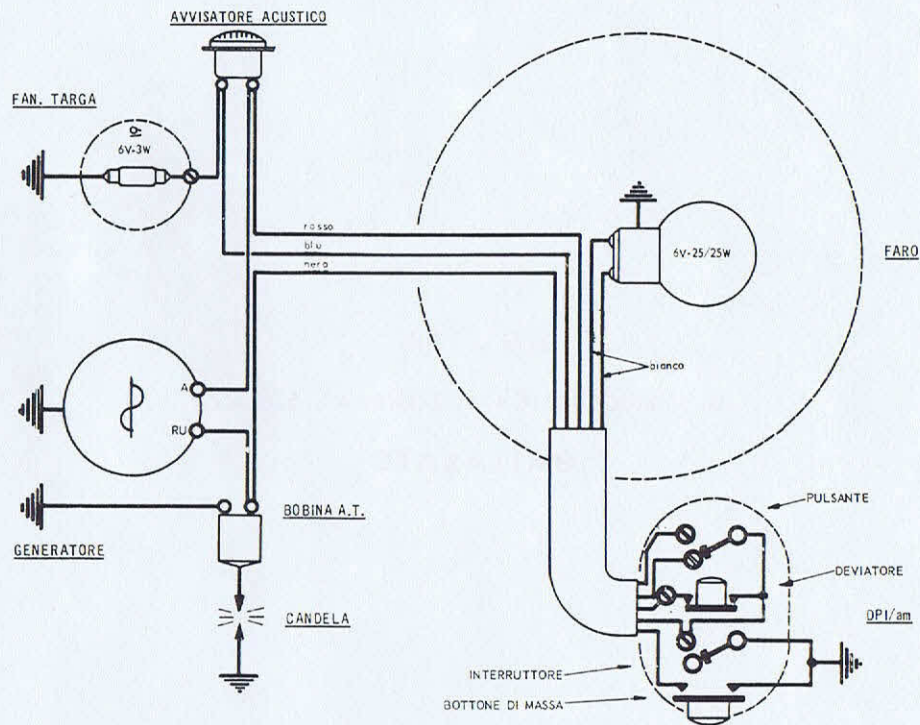 AVVISATORE ACUSTICO
FAN. TARGA
6V-3W
rosso
blu
nero
6V-25/25W
FARO
bianco
A
RU
PULSANTE
BOBINA A.T.
GENERATORE
DEVIATORE
CANDELA
OPI/am
INTERRUTTORE
BOTTONE DI MASSA